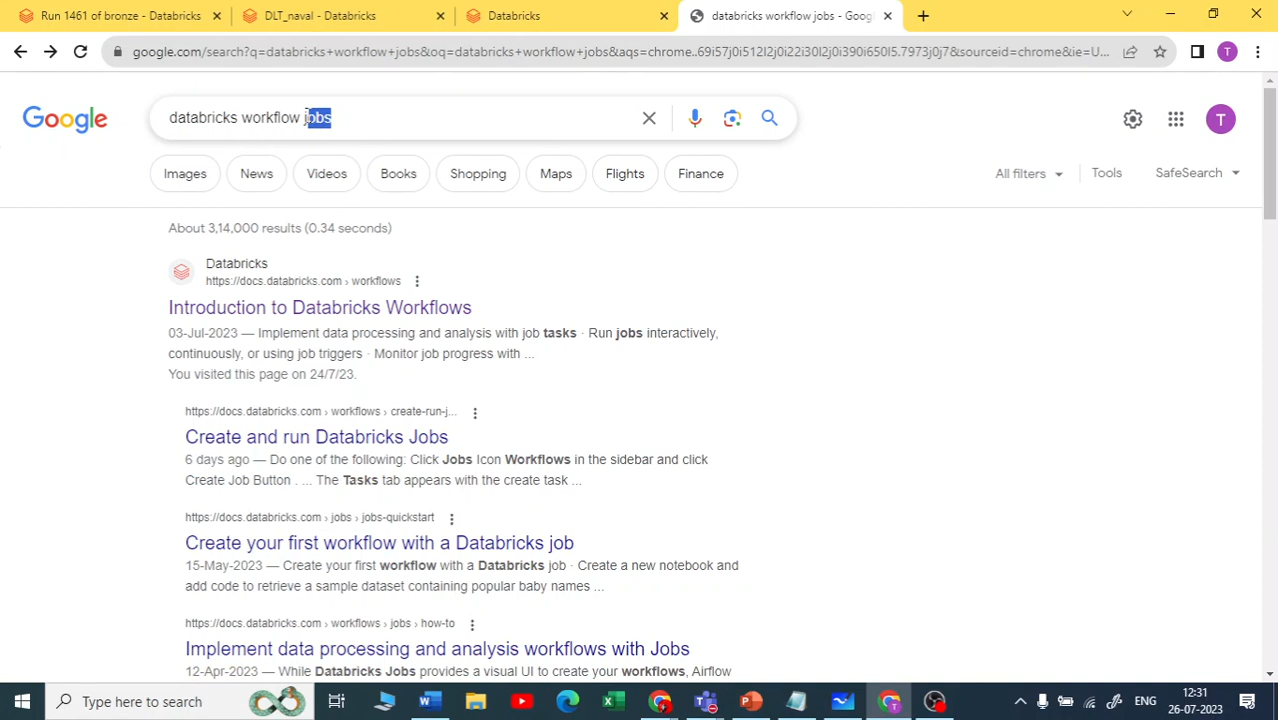 Run 1461 of bronze - Databricks
DLT_naval - Databricks
Databricks
databricks workflow jobs - Goog
google.com/search?q=databricks+workflow+jobs&oq=databricks+workflow+jobs&aqs=chrome..69i57j0i512l2j0i22i30l2j0i390i650l5.7973j0j7&sourceid=chrome&ie=U...
T
Google
databricks workflow jobs
T
Images
News
Videos
Books
Shopping
Maps
Flights
Finance
All filters
Tools
SafeSearch
About 3,14,000 results (0.34 seconds)
Databricks
https://docs.databricks.com › workflows
Introduction to Databricks Workflows
03-Jul-2023 — Implement data processing and analysis with job tasks · Run jobs interactively,
continuously, or using job triggers · Monitor job progress with ...
You visited this page on 24/7/23.
https://docs.databricks.com › workflows › create-run-j...
Create and run Databricks Jobs
6 days ago — Do one of the following: Click Jobs Icon Workflows in the sidebar and click
Create Job Button . ... The Tasks tab appears with the create task ...
https://docs.databricks.com › jobs › jobs-quickstart
Create your first workflow with a Databricks job
15-May-2023 — Create your first workflow with a Databricks job · Create a new notebook and
add code to retrieve a sample dataset containing popular baby names ...
https://docs.databricks.com › workflows › jobs › how-to
Implement data processing and analysis workflows with Jobs
12-Apr-2023 — While Databricks Jobs provides a visual UI to create your workflows, Airflow
Type here to search
ENG
12:31
26-07-2023